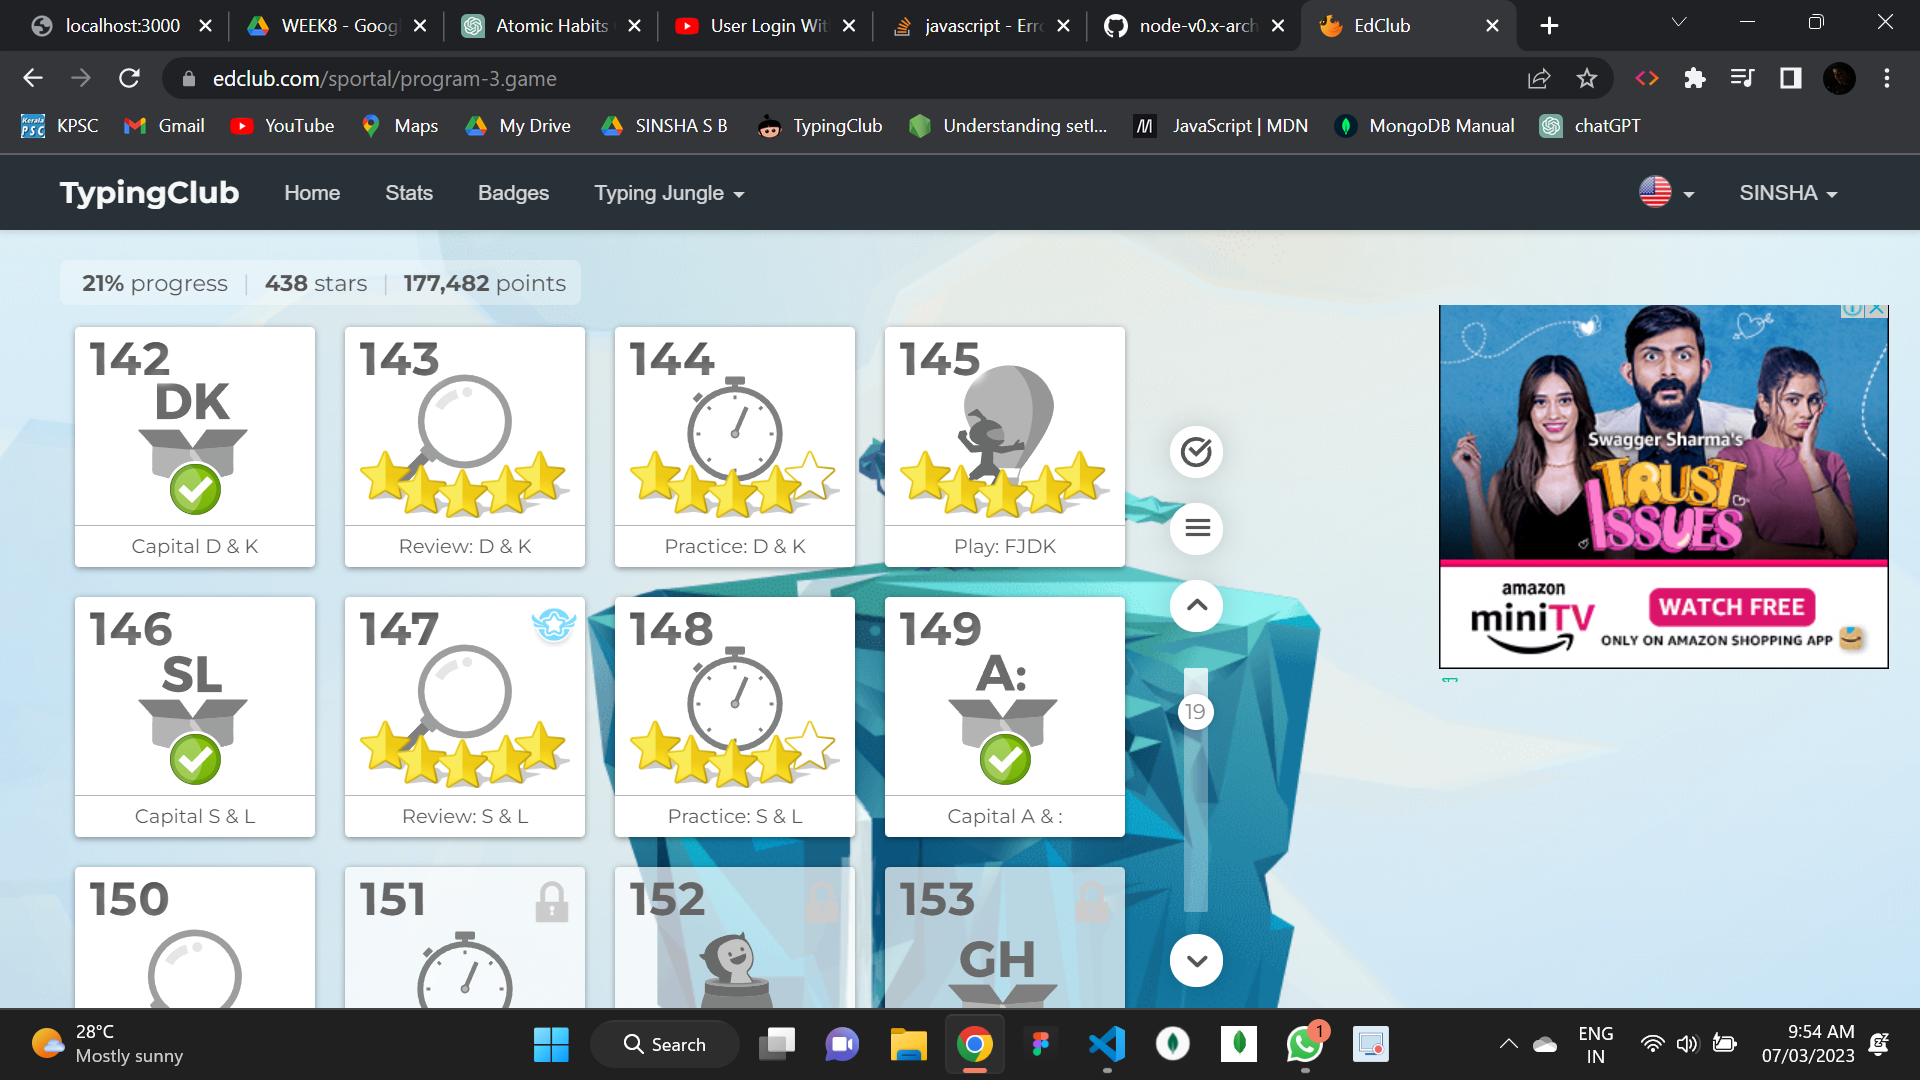 localhost:3000
WEEK8 - Googl
Atomic Habits
User Login Wit
javascript - Erro
node-v0.x-arch
EdClub
edclub.com/sportal/program-3.game
KPSC
Gmail
YouTube
Maps
My Drive
SINSHA S B
TypingClub
Understanding setI...
JavaScript | MDN
MongoDB Manual
chatGPT
TypingClub
Home
Stats
Badges
Typing Jungle
SINSHA
21% progress | 438 stars | 177,482 points
142
DK
Capital D & K
143
Review: D & K
144
Practice: D & K
145
Play: FJDK
146
SL
Capital S & L
147
Review: S & L
148
Practice: S & L
149
A:
Capital A & :
150
151
152
153
GH
19
Swagger Sharma's
TRUST
ISSUES
amazon
miniTV
WATCH FREE
ONLY ON AMAZON SHOPPING APP
28°C
Mostly sunny
Search
1
ENG
IN
9:54 AM
07/03/2023